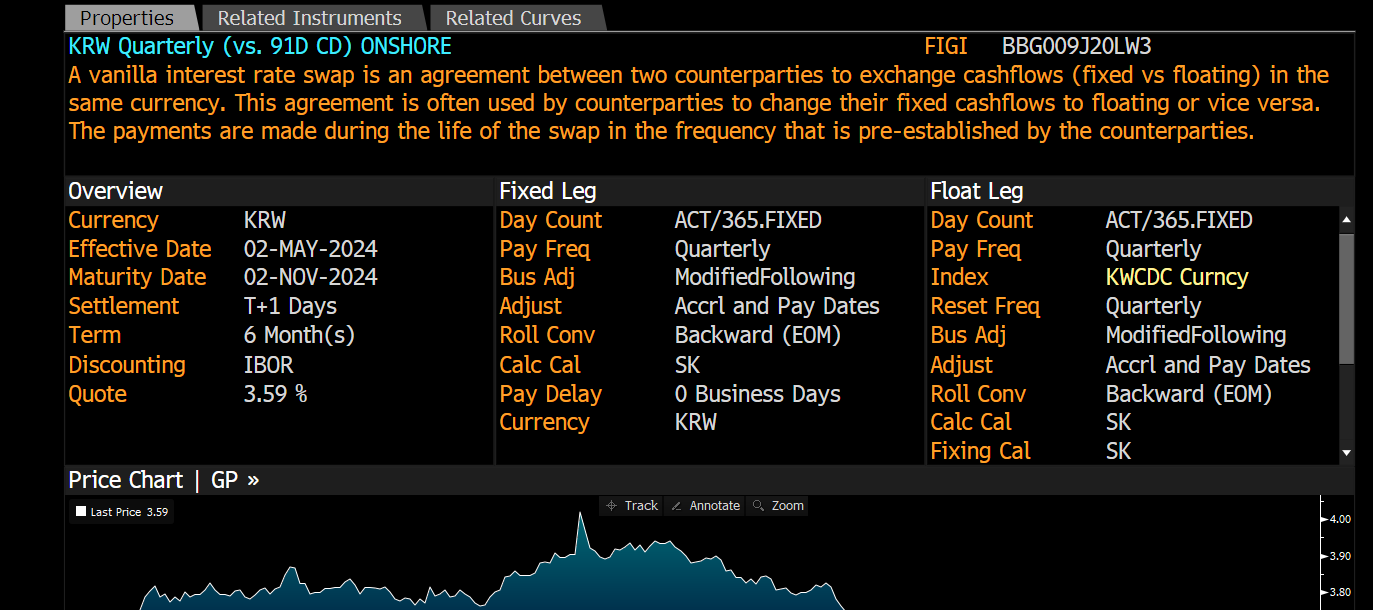 Properties Related Instruments Related Curves
KRW Quarterly (vs. 91D CD) ONSHORE FIGI BBG009J20LW3
A vanilla interest rate swap is an agreement between two counterparties to exchange cashflows (fixed vs floating) in the
same currency. This agreement is often used by counterparties to change their fixed cashflows to floating or vice versa.
The payments are made during the life of the swap in the frequency that is pre-established by the counterparties.
Overview
Currency KRW
Effective Date 02-MAY-2024
Maturity Date 02-NOV-2024
Settlement T+1 Days
Term 6 Month(s)
Discounting IBOR
Quote 3.59 %
Fixed Leg
Day Count ACT/365.FIXED
Pay Freq Quarterly
Bus Adj ModifiedFollowing
Adjust Accrl and Pay Dates
Roll Conv Backward (EOM)
Calc Cal SK
Pay Delay 0 Business Days
Currency KRW
Float Leg
Day Count ACT/365.FIXED
Pay Freq Quarterly
Index KWCDC Curncy
Reset Freq Quarterly
Bus Adj ModifiedFollowing
Adjust Accrl and Pay Dates
Roll Conv Backward (EOM)
Calc Cal SK
Fixing Cal SK
Price Chart | GP »
Last Price 3.59
Track Annotate Zoom
4.00
3.90
3.80